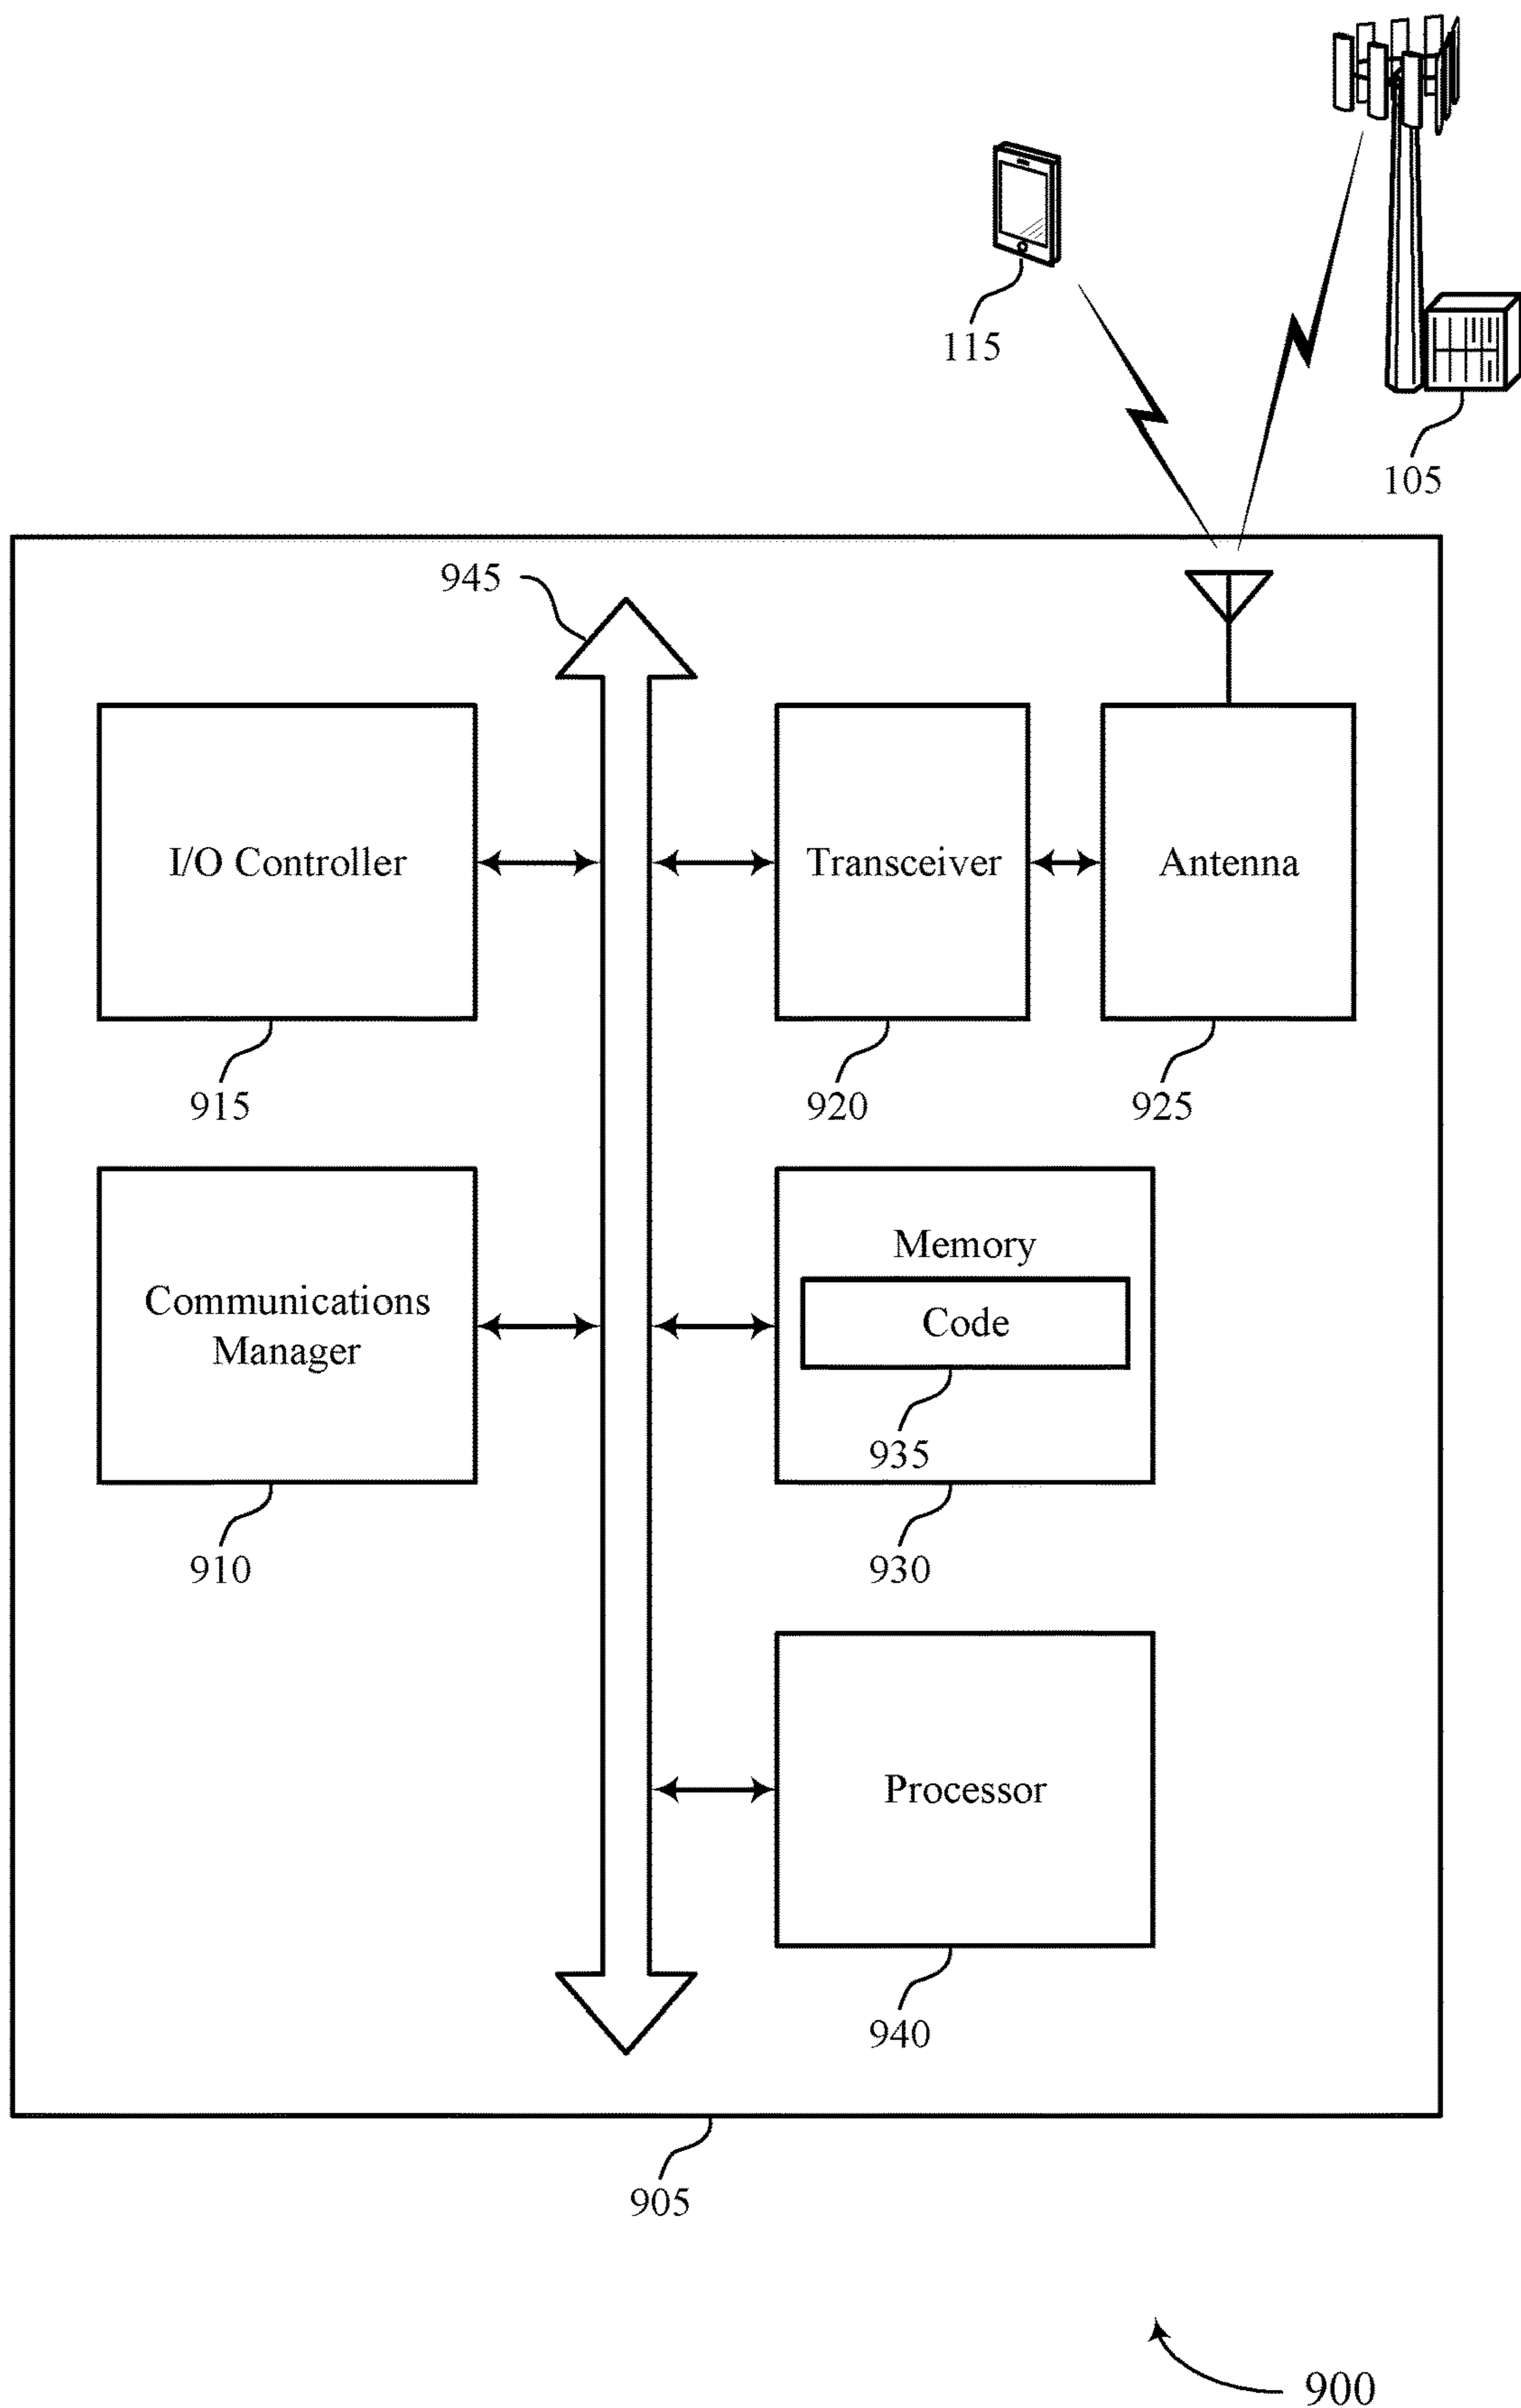 115
105
945
I/O Controller
Transceiver
Antenna
915
920
925
Communications
Manager
Memory
Code
935
910
930
Processor
940
905
900